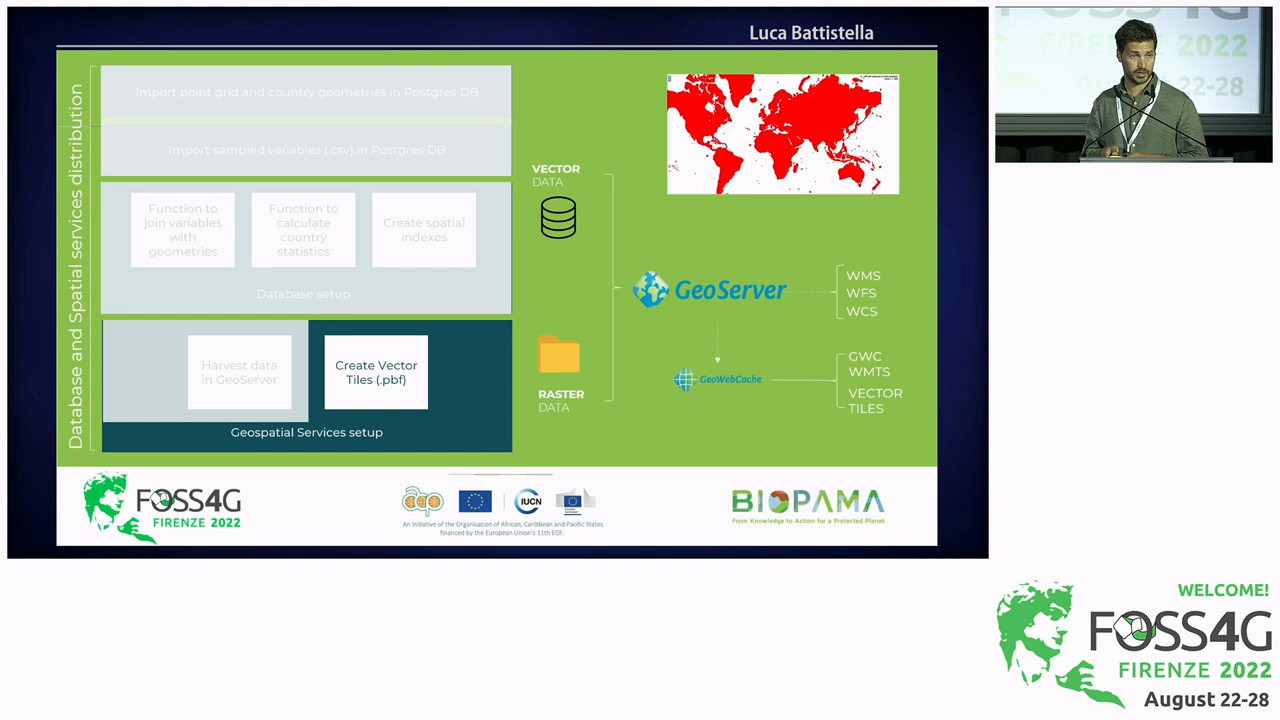 Luca Battistella
Database and Spatial services distribution
Import point grid and country geometries in Postgres DB
Import sampled variables (.csv) in Postgres DB
Function to
join variables
with
geometries
Function to
calculate
country
statistics
Create spatial
indexes
Database setup
Harvest data
in GeoServer
Create Vector
Tiles (.pbf)
Geospatial Services setup
VECTOR
DATA
RASTER
DATA
GeoServer
WMS
WFS
WCS
GeoWebCache
GWC
WMTS
VECTOR
TILES
FOSS4G
FIRENZE 2022
IUCN
An initiative of the Organisation of African, Caribbean and Pacific States
financed by the European Union's 11th EDF.
BIOPAMA
From Knowledge to Action for a Protected Planet
FIRENZE 2022
22-28
WELCOME!
FOSS4G
FIRENZE 2022
August 22-28